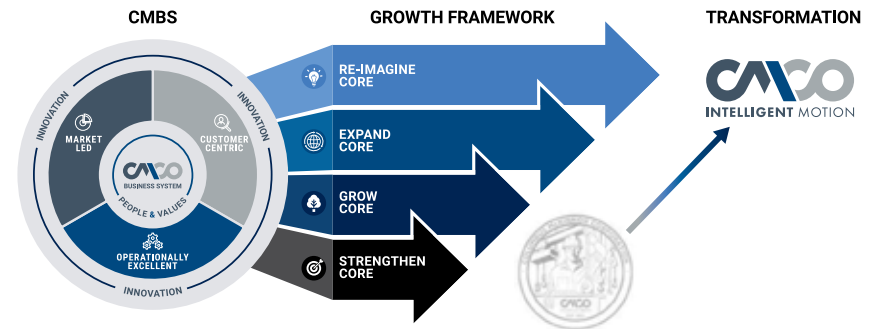 CMBS
GROWTH FRAMEWORK
TRANSFORMATION
INNOVATION
INNOVATION
INNOVATION
MARKET
LED
CUSTOMER
CENTRIC
CMCO
BUSINESS SYSTEM
PEOPLE & VALUES
OPERATIONALLY
EXCELLENT
RE-IMAGINE
CORE
EXPAND
CORE
GROW
CORE
STRENGTHEN
CORE
CMCO
CMCO
INTELLIGENT MOTION